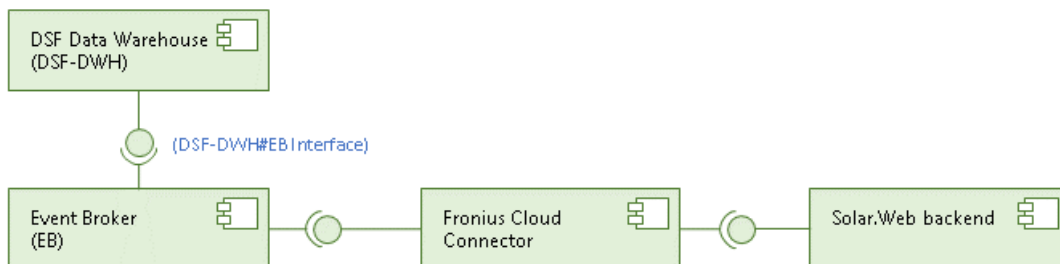 DSF Data Warehouse
(DSF-DWH)
(DSF-DWH#EBInterface)
Event Broker
(EB)
Fronius Cloud
Connector
Solar.Web backend